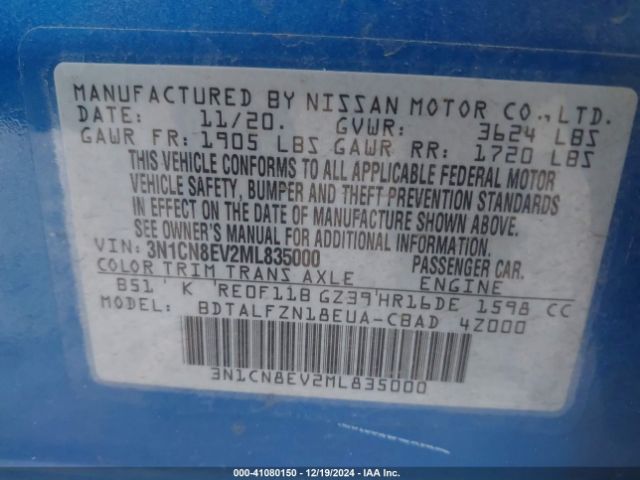 MANUFACTURED BY NISSAN MOTOR CO., LTD.
DATE: 11/20. GVWR: 3624 LBS
GAWR FR: 1905 LBS GAWR RR: 1720 LBS
THIS VEHICLE CONFORMS TO ALL APPLICABLE FEDERAL MOTOR
VEHICLE SAFETY, BUMPER AND THEFT PREVENTION STANDARDS
IN EFFECT ON THE DATE OF MANUFACTURE SHOWN ABOVE.
SEE OWNER'S MANUAL FOR ADDITIONAL INFORMATION.
VIN: 3N1CN8EV2ML835000 PASSENGER CAR.
COLOR TRIM TRANS AXLE ENGINE
B51 K RE0F11B GZ39 HR16DE 1598 CC
MODEL: BDTALFZN18EUA-CBAD 4Z000
3N1CN8EV2ML835000
000-41080150 • 12/19/2024 - IAA Inc.